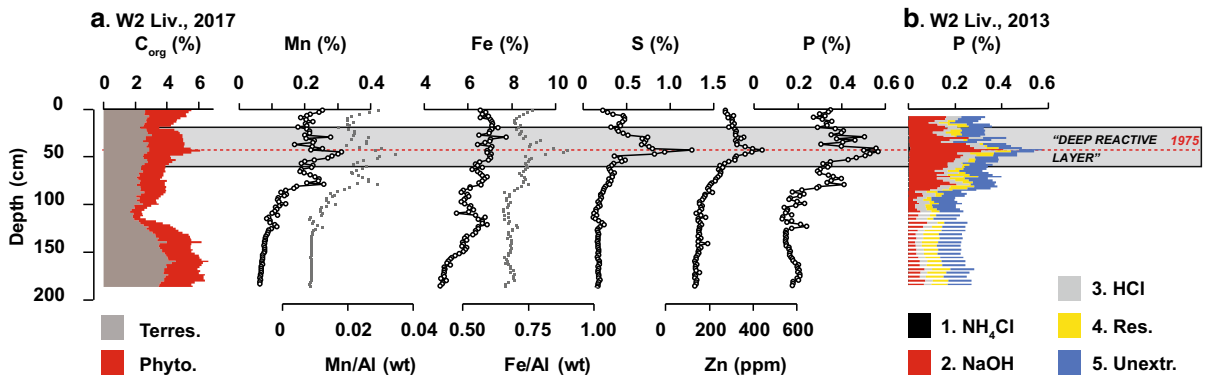 a. W2 Liv., 2017
b. W2 Liv., 2013
C_org (%) Mn (%) Fe (%) S (%) P (%) P (%)
0 2 4 6
0 0.2 0.4
4 6 8 10
0 0.5 1.0 1.5
0 0.2 0.4 0.6
0 0.2 0.4 0.6
Depth (cm)
0
50
100
150
200
"DEEP REACTIVE 1975
LAYER"
0 0.02 0.04
Mn/Al (wt)
0.50 0.75 1.00
Fe/Al (wt)
0 200 400 600
Zn (ppm)
Terres.
Phyto.
1. NH₄Cl
2. NaOH
3. HCl
4. Res.
5. Unextr.